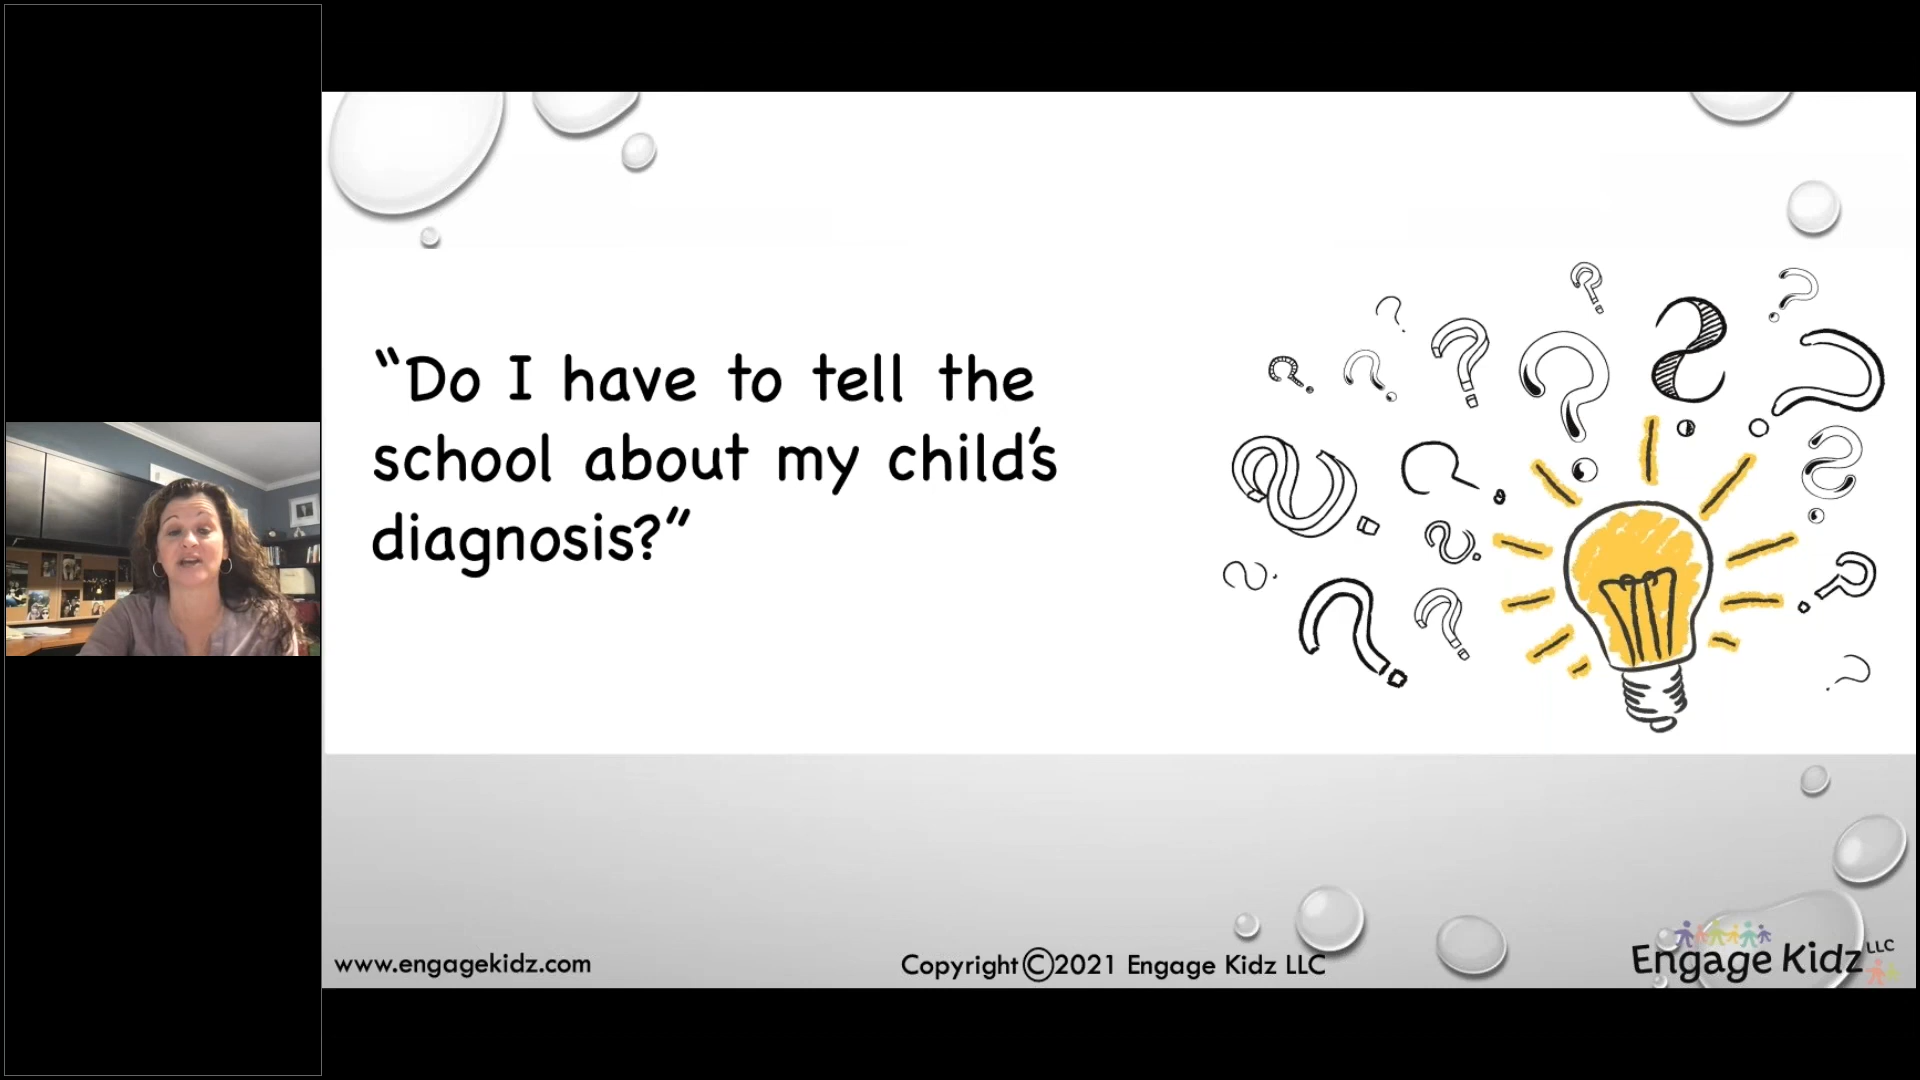 “Do I have to tell the
school about my child’s
diagnosis?”
www.engagekidz.com
Copyright©2021 Engage Kidz LLC
Engage Kidz LLC